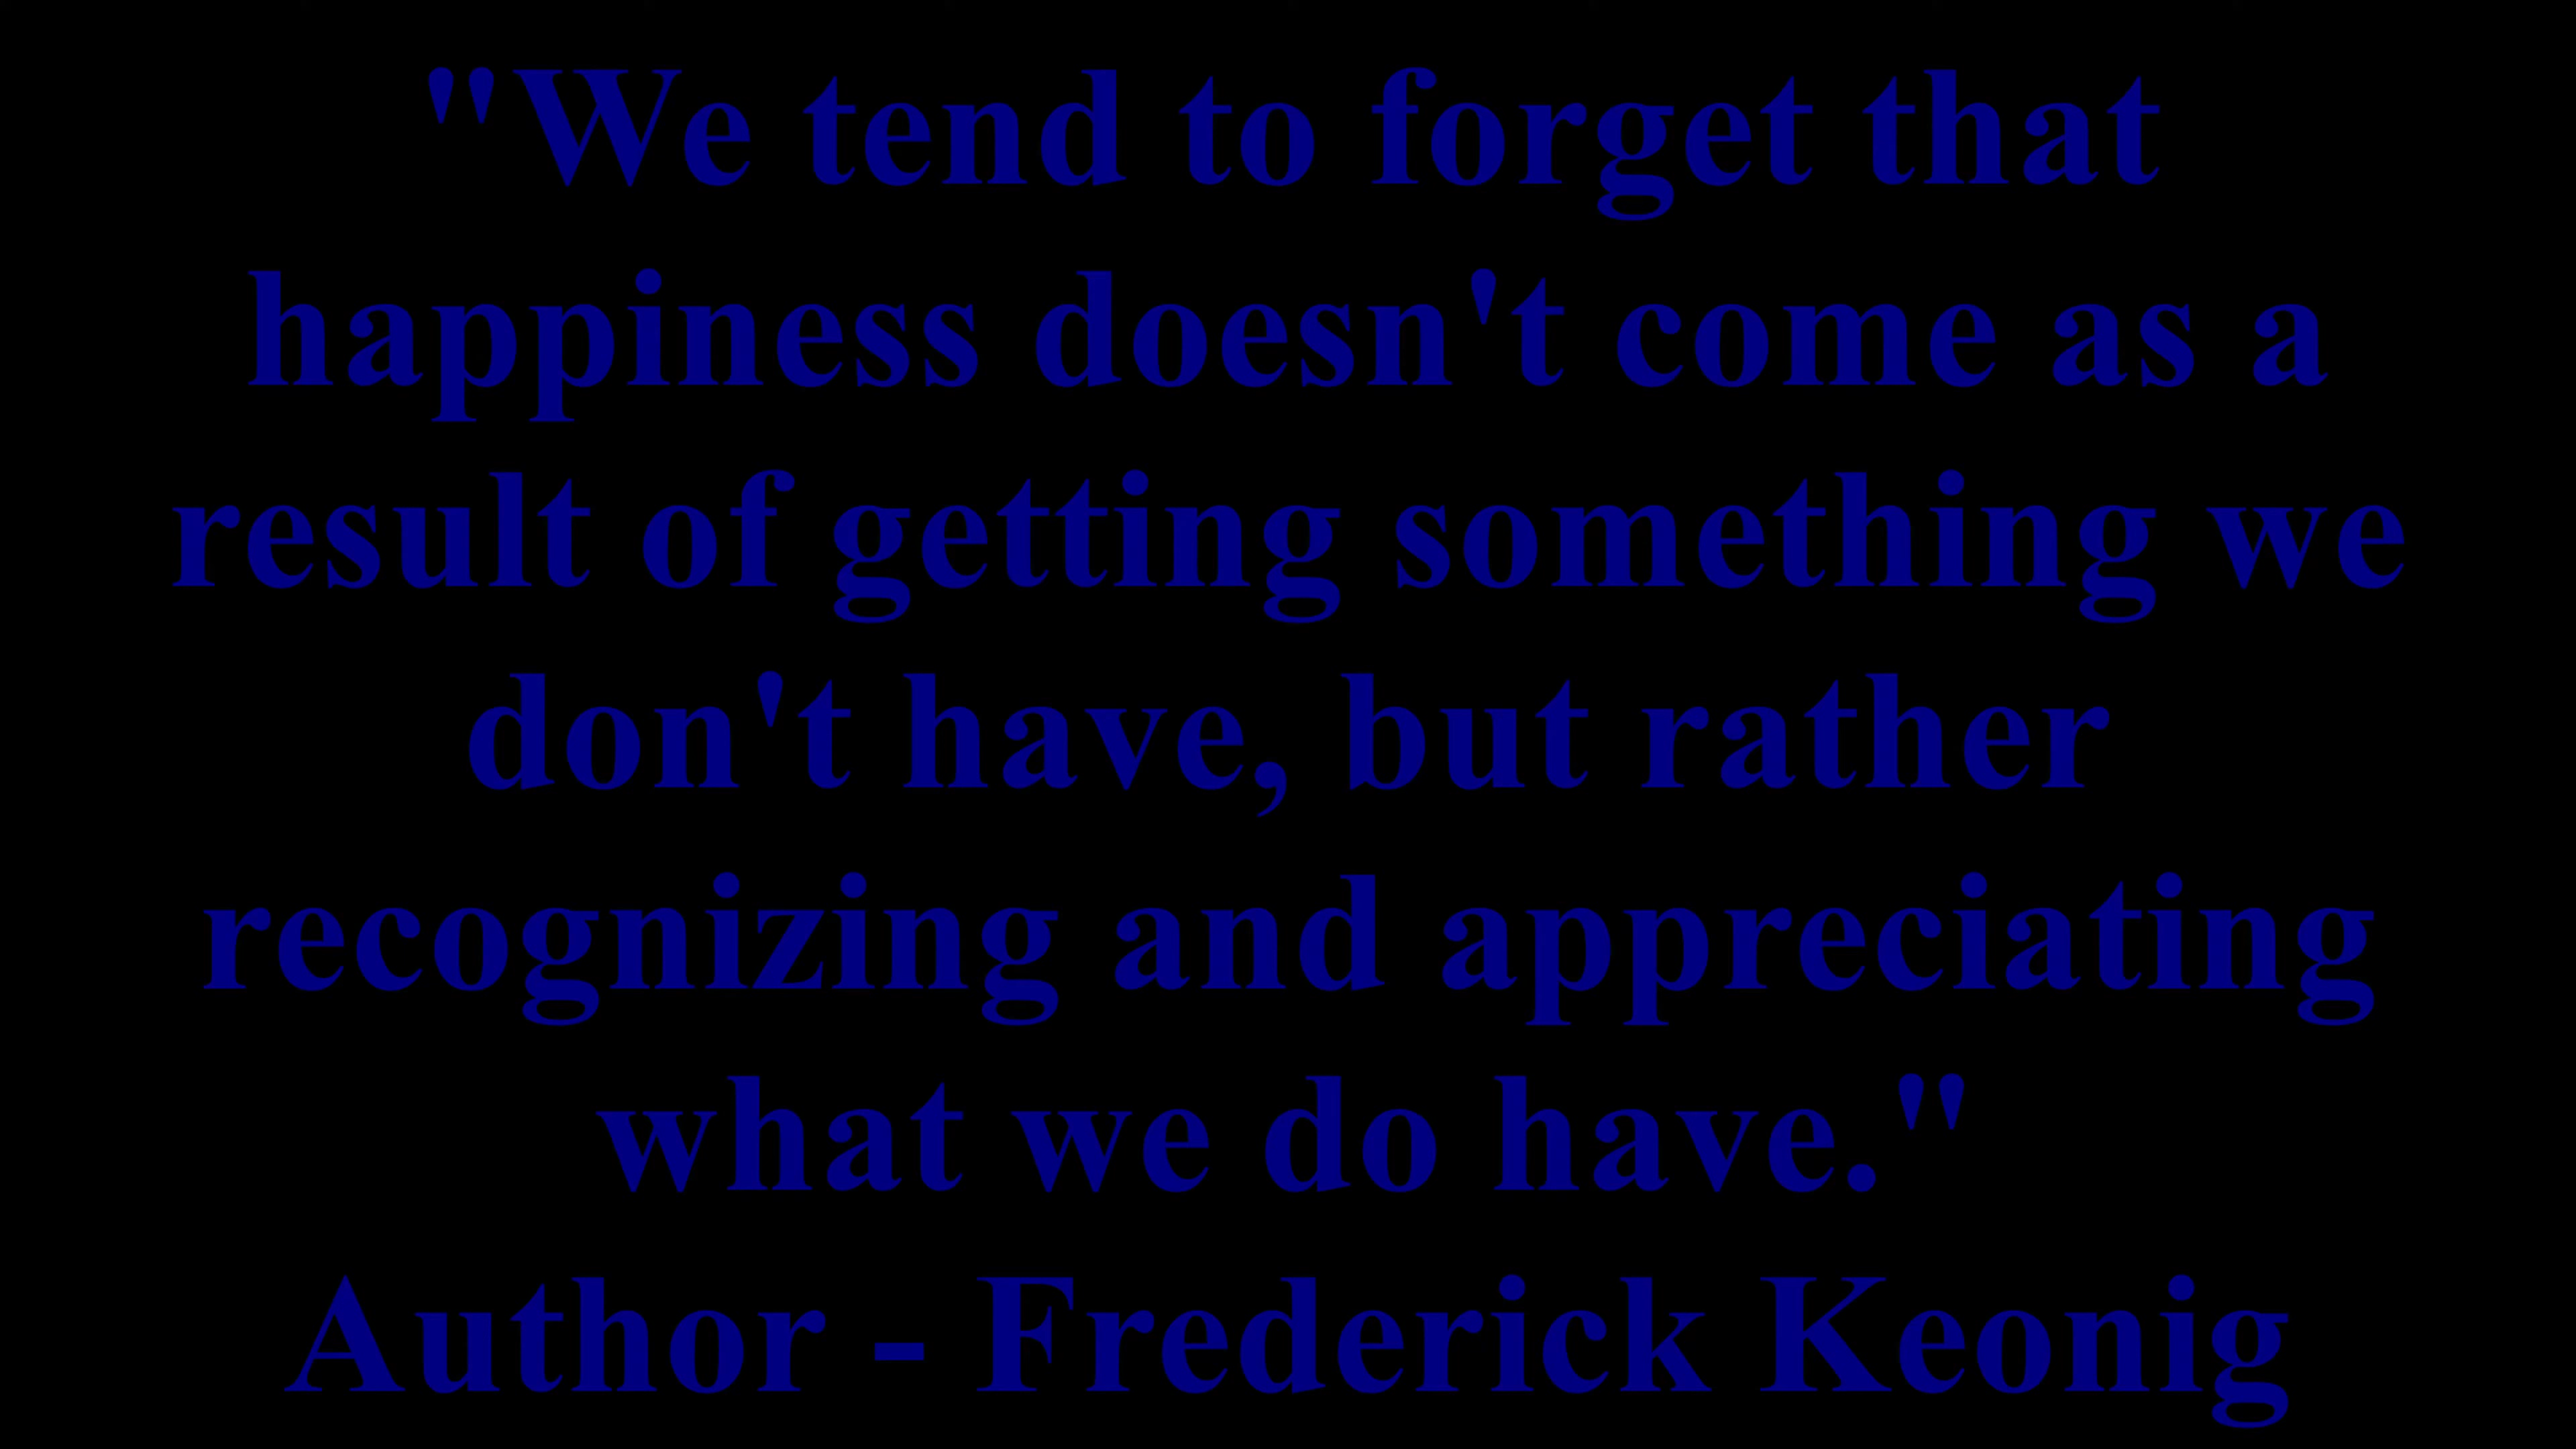 "We tend to forget that
happiness doesn't come as a
result of getting something we
don't have, but rather
recognizing and appreciating
what we do have."
Author - Frederick Keonig